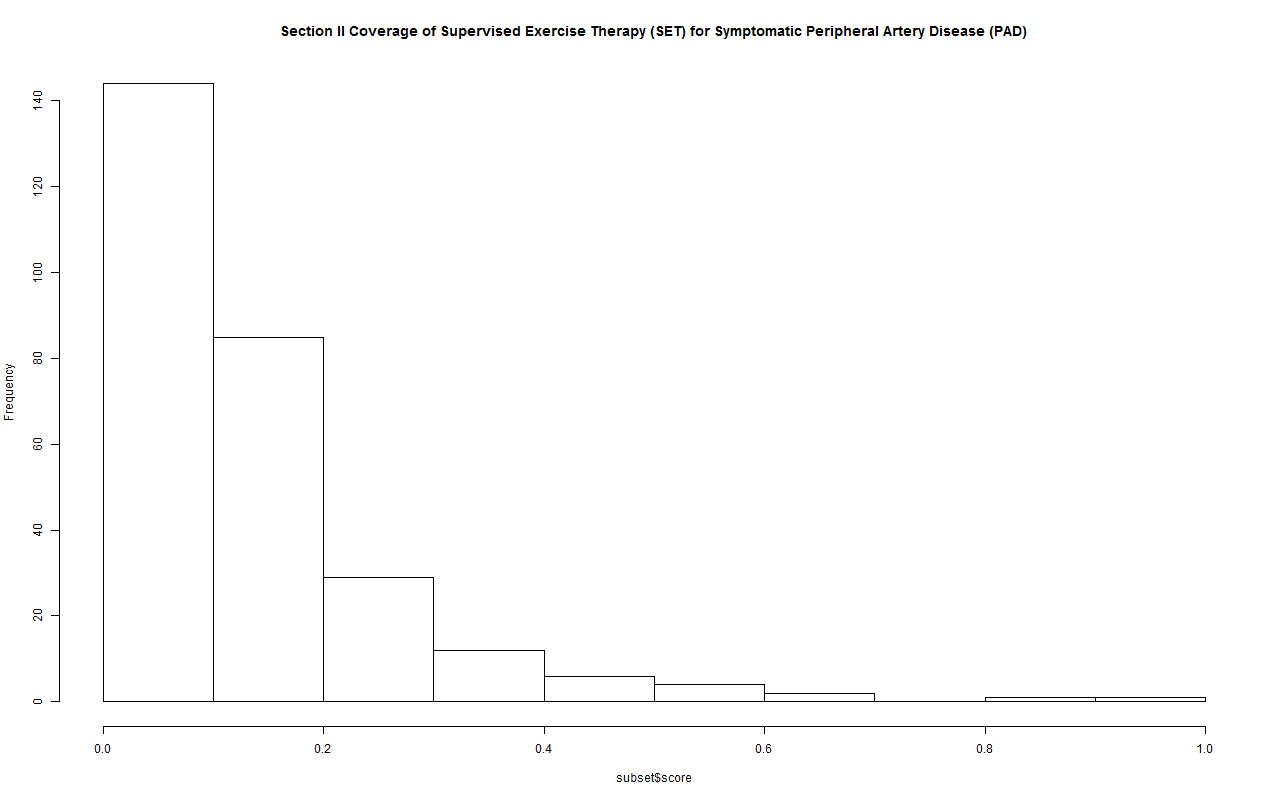 Section II Coverage of Supervised Exercise Therapy (SET) for Symptomatic Peripheral Artery Disease (PAD)
Frequency
140
120
100
80
60
40
20
0
0.0 0.2 0.4 0.6 0.8 1.0
subset$score